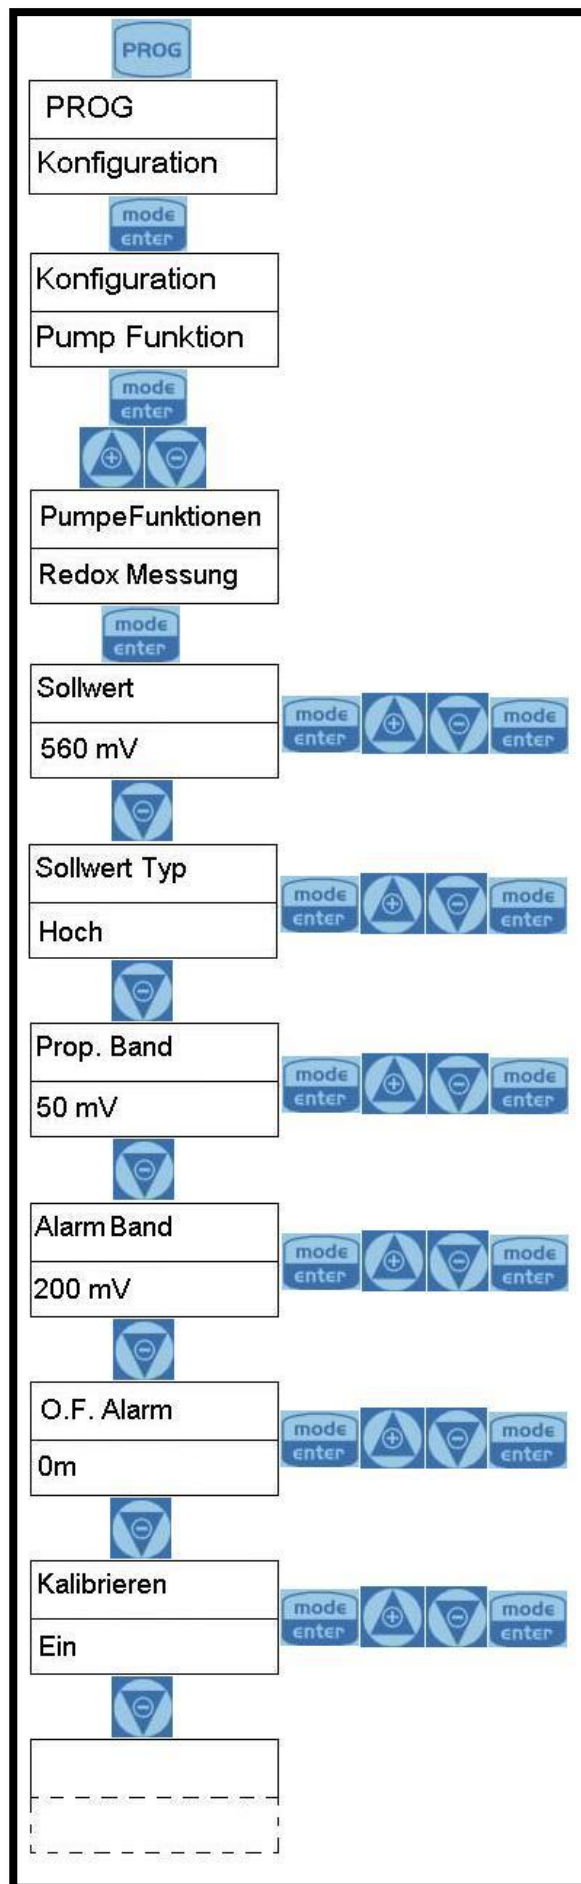 PROG
PROG
Konfiguration
mode
enter
Konfiguration
Pump Funktion
mode
enter
PumpeFunktionen
Redox Messung
mode
enter
Sollwert
560 mV
mode
enter
mode
enter
Sollwert Typ
Hoch
mode
enter
mode
enter
Prop. Band
50 mV
mode
enter
mode
enter
Alarm Band
200 mV
mode
enter
mode
enter
O.F. Alarm
0m
mode
enter
mode
enter
Kalibrieren
Ein
mode
enter
mode
enter